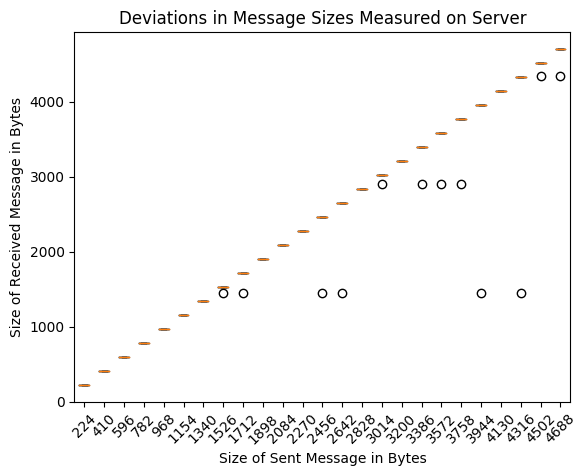 Deviations in Message Sizes Measured on Server
Size of Received Message in Bytes
4000
3000
2000
1000
0
224 410 596 782 968 1154 1340 1526 1712 1898 2084 2270 2456 2642 2828 3014 3200 3386 3572 3758 3944 4130 4316 4502 4688
Size of Sent Message in Bytes